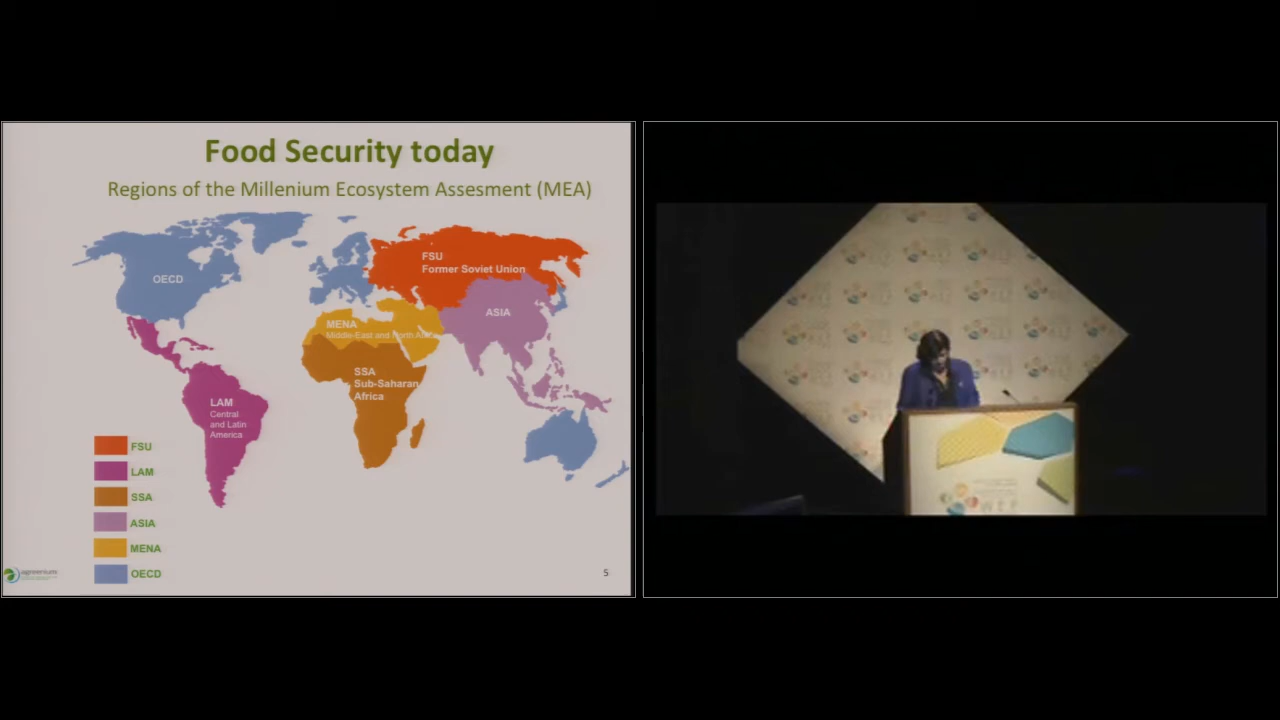 Food Security today
Regions of the Millenium Ecosystem Assesment (MEA)
OECD
FSU
Former Soviet Union
ASIA
MENA
Middle-East and North Africa
SSA
Sub-Saharan
Africa
LAM
Central
and Latin
America
FSU
LAM
SSA
ASIA
MENA
OECD
agreenium
5